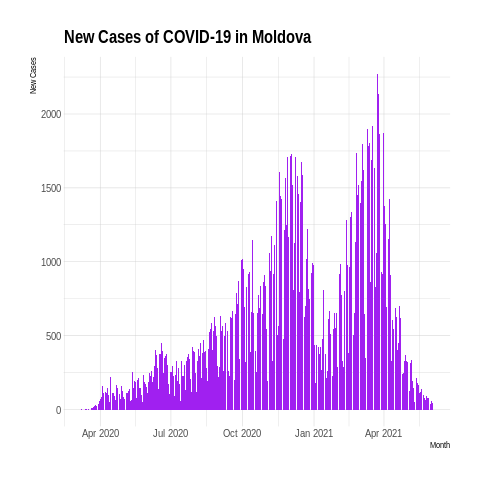 New Cases of COVID-19 in Moldova
New Cases
2000
1500
1000
500
0
Apr 2020 Jul 2020 Oct 2020 Jan 2021 Apr 2021
Month